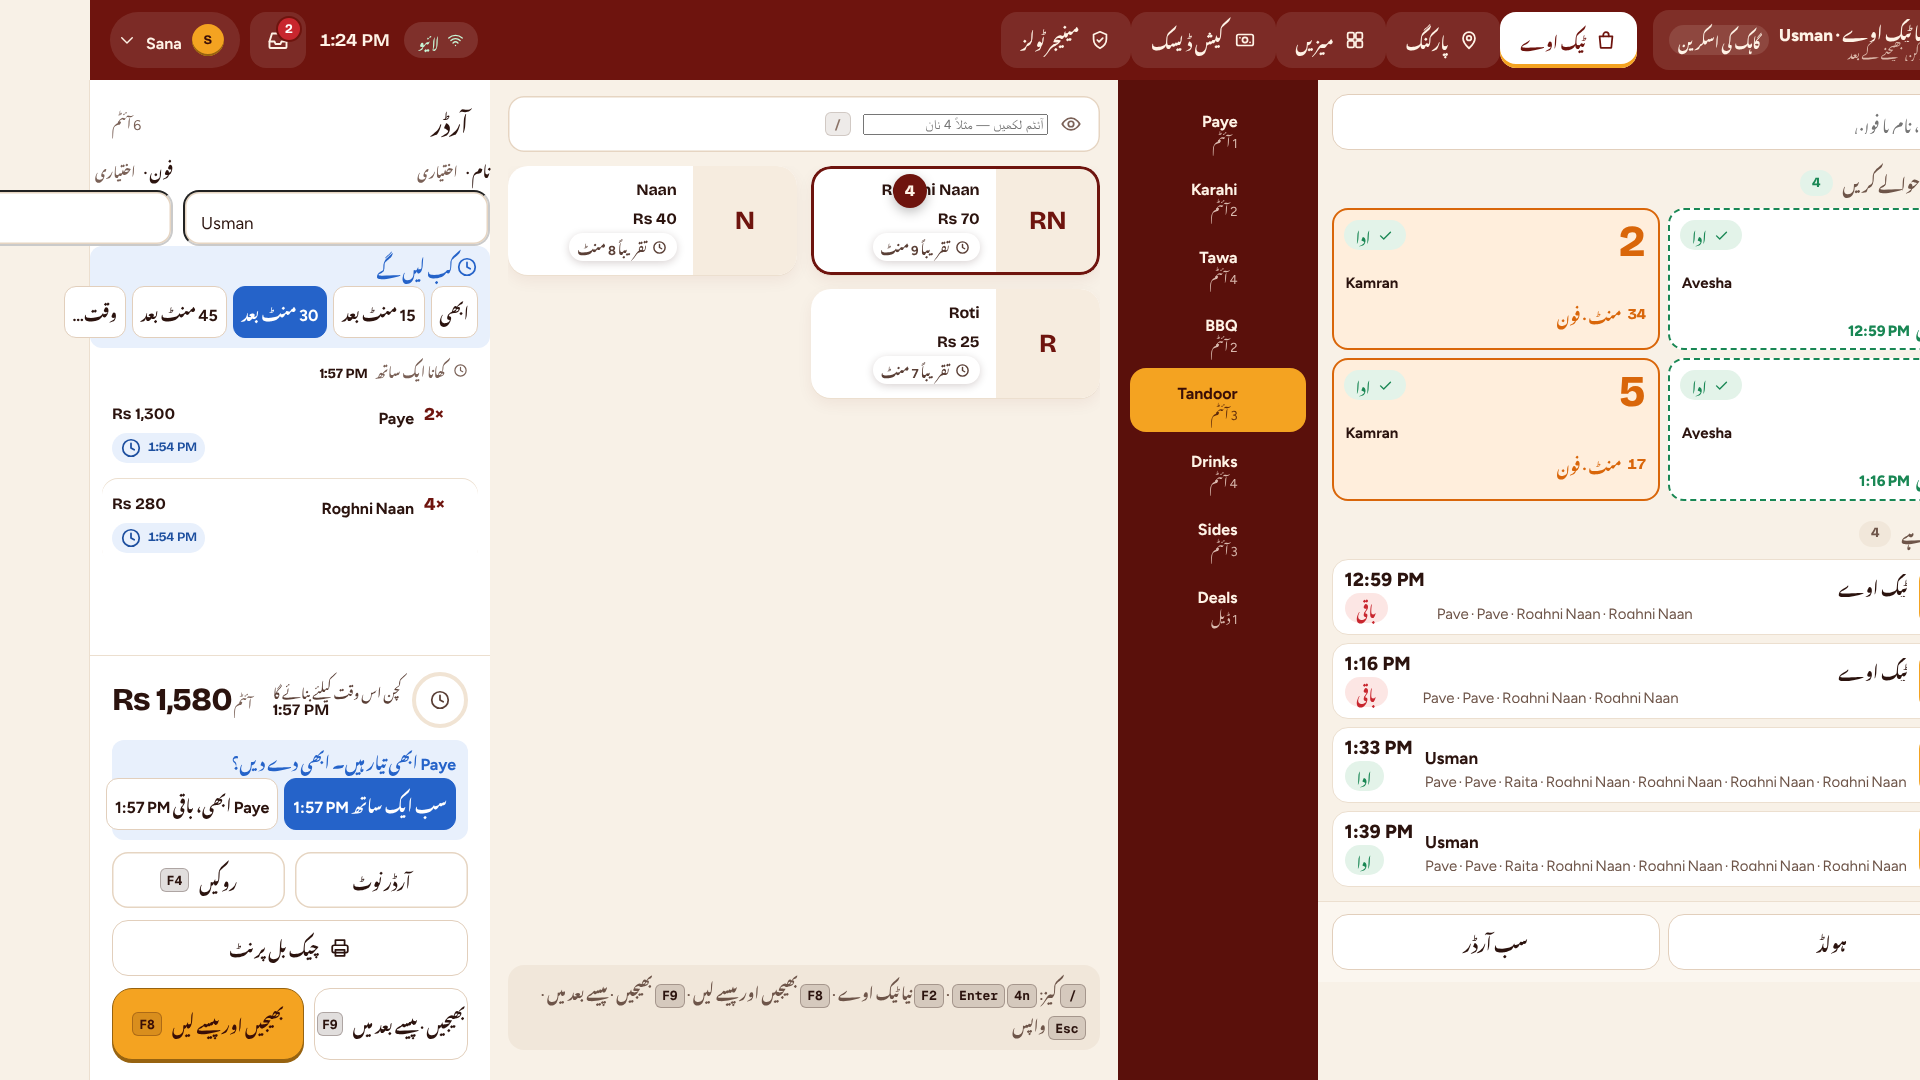 ٹیک اوے · Usman
گاہک کی اسکرین
ٹیک اوے
پارکنگ
میزیں
کیش ڈیسک
مینیجر ٹولز
لائیو
1:24 PM
2
S
Sana
حوالے کریں 4
ادا
Ayesha
12:59 PM
2
ادا
Kamran
34 منٹ · فون
ادا
Ayesha
1:16 PM
5
ادا
Kamran
17 منٹ · فون
ہے 4
ٹیک اوے
12:59 PM
باقی
Paye · Paye · Roghni Naan · Roghni Naan
ٹیک اوے
1:16 PM
باقی
Paye · Paye · Roghni Naan · Roghni Naan
Usman
1:33 PM
ادا
Paye · Paye · Raita · Roghni Naan · Roghni Naan · Roghni Naan · Roghni Naan
Usman
1:39 PM
ادا
Paye · Paye · Raita · Roghni Naan · Roghni Naan · Roghni Naan · Roghni Naan
ہولڈ
سب آرڈر
Paye
1 آئٹم
Karahi
2 آئٹم
Tawa
4 آئٹم
BBQ
2 آئٹم
Tandoor
3 آئٹم
Drinks
4 آئٹم
Sides
3 آئٹم
Deals
1 ڈیل
آئٹم لکھیں — مثلاً 4 نان
/
RN
4
Rs 70
تقریباً 9 منٹ
N
Naan
Rs 40
تقریباً 8 منٹ
R
Roti
Rs 25
تقریباً 7 منٹ
/ کیز: 4n Enter · F2 نیا ٹیک اوے · F8 بھیجیں اور پیسے لیں · F9 بھیجیں · پیسے بعد میں ·
Esc واپس
آرڈر
6 آئٹم
نام · اختیاری
فون · اختیاری
Usman
کب لیں گے
ابھی
15 منٹ بعد
30 منٹ بعد
45 منٹ بعد
وقت...
کھانا ایک ساتھ 1:57 PM
2× Paye
Rs 1,300
1:54 PM
4× Roghni Naan
Rs 280
1:54 PM
کچن اس وقت کیلئے بنائے گا
1:57 PM
آئٹم
Rs 1,580
Paye ابھی تیار ہیں۔ ابھی دے دیں؟
سب ایک ساتھ 1:57 PM
Paye ابھی، باقی 1:57 PM
آرڈر نوٹ
روکیں F4
چیک بل پرنٹ
بھیجیں · پیسے بعد میں F9
بھیجیں اور پیسے لیں F8